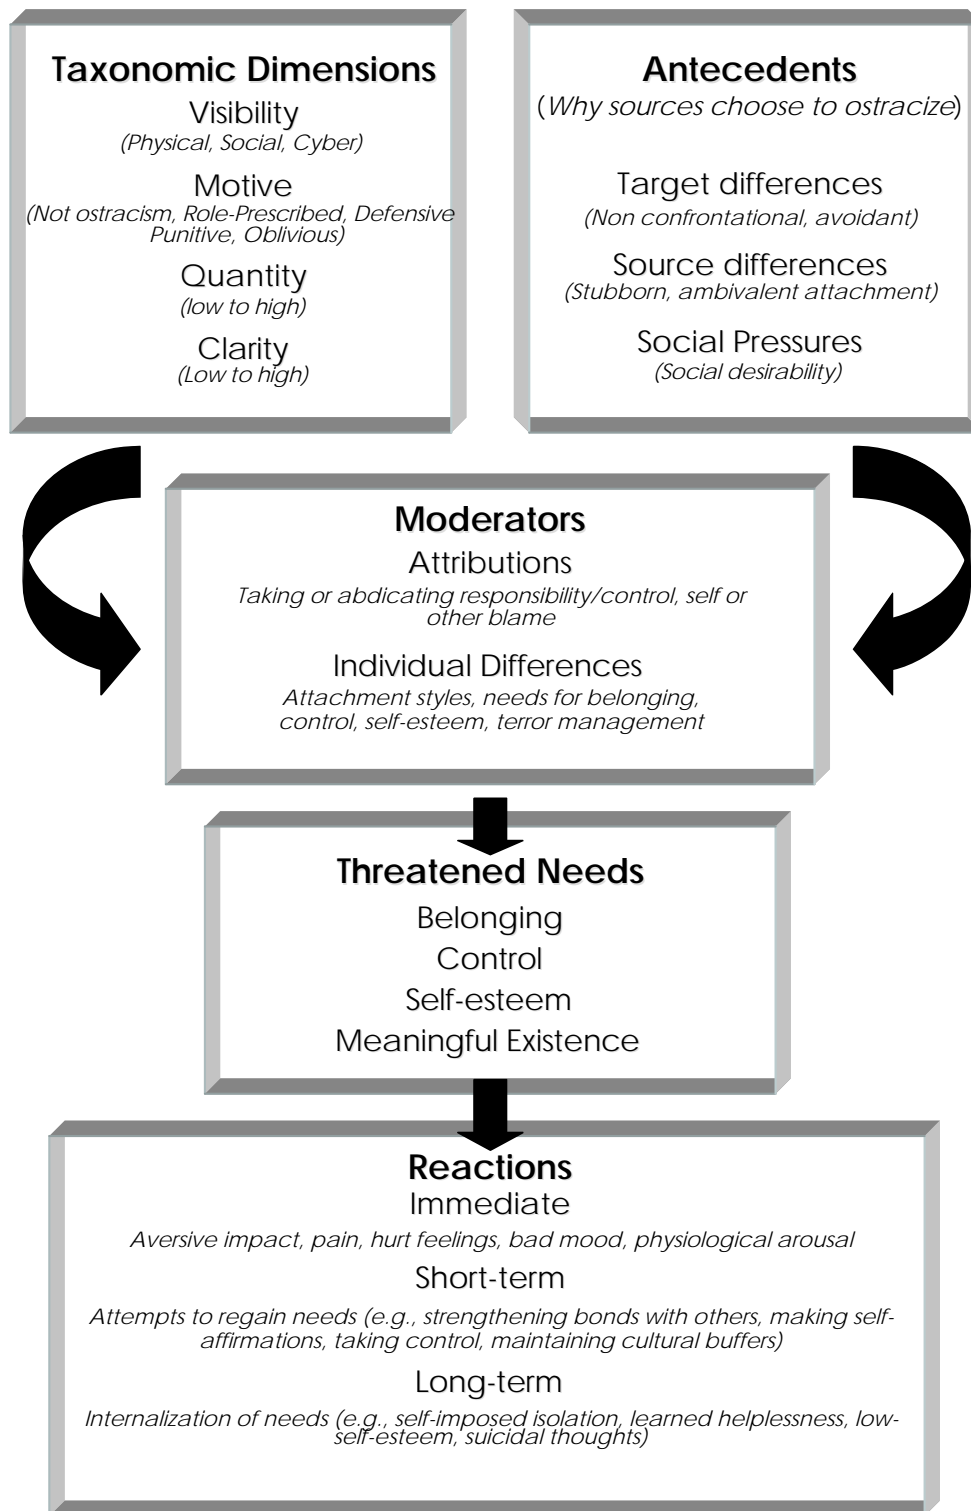 Taxonomic Dimensions
Visibility
(Physical, Social, Cyber)
Motive
(Not ostracism, Role-Prescribed, Defensive
Punitive, Oblivious)
Quantity
(low to high)
Clarity
(Low to high)
Antecedents
(Why sources choose to ostracize)
Target differences
(Non confrontational, avoidant)
Source differences
(Stubborn, ambivalent attachment)
Social Pressures
(Social desirability)
Moderators
Attributions
Taking or abdicating responsibility/control, self or
other blame
Individual Differences
Attachment styles, needs for belonging,
control, self-esteem, terror management
Threatened Needs
Belonging
Control
Self-esteem
Meaningful Existence
Reactions
Immediate
Aversive impact, pain, hurt feelings, bad mood, physiological arousal
Short-term
Attempts to regain needs (e.g., strengthening bonds with others, making self-
affirmations, taking control, maintaining cultural buffers)
Long-term
Internalization of needs (e.g., self-imposed isolation, learned helplessness, low-
self-esteem, suicidal thoughts)